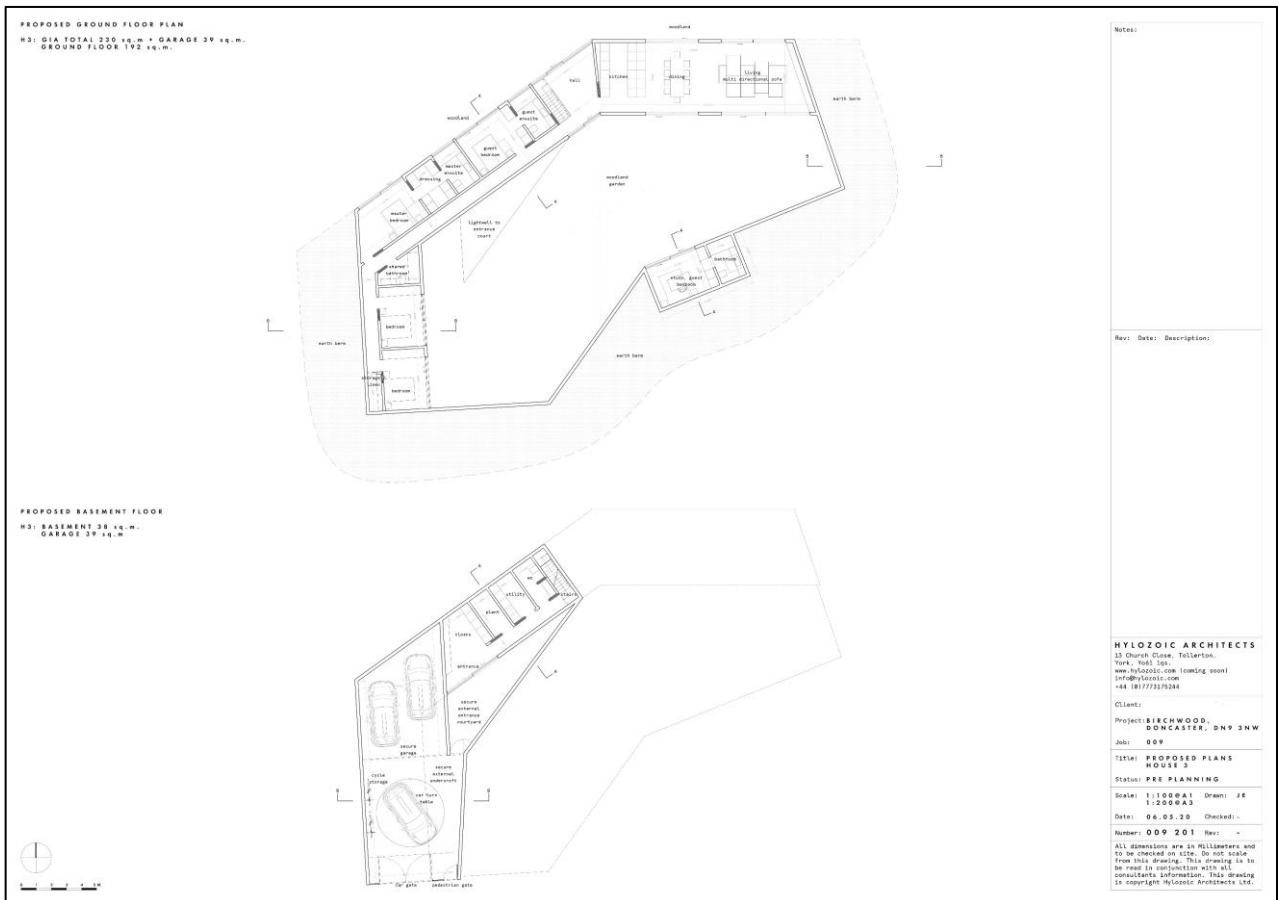 PROPOSED GROUND FLOOR PLAN
H3: GIA TOTAL 230 sq.m + GARAGE 39 sq.m.
GROUND FLOOR 192 sq.m.
woodland
hall
kitchen
dining
living
multi directional sofa
earth berm
woodland
guest
ensuite
guest
bedroom
master
ensuite
dressing
master
bedroom
woodland
garden
lightwell to
entrance
court
A
A
B
B
A
A
bathroom
guest
shared
bathroom
bedroom
B
B
earth berm
earth berm
bedroom
PROPOSED BASEMENT FLOOR
H3: BASEMENT 38 sq.m.
GARAGE 39 sq.m
A
wc
stairs
utility
plant
cloaks
entrance
A
secure
external
entrance
courtyard
secure
garage
secure
external
undercroft
cycle
storage
car turn
table
B
B
Car gate
pedestrian gate
0 1 2 3 4 5 M
Notes:
Rev: Date: Description:
HYLOZOIC ARCHITECTS
13 Church Close, Tollerton,
York, Yo61 1qs.
www.hylozoic.com (coming soon)
info@hylozoic.com
+44 (0)7773175244
Client:
Project: BIRCHWOOD,
DONCASTER, DN9 3NW
Job: 009
Title: PROPOSED PLANS
HOUSE 3
Status: PRE PLANNING
Scale: 1:100@A1 Drawn: JE
1:200@A3
Date: 06.05.20 Checked: -
Number: 009 201 Rev: -
All dimensions are in Millimeters and
to be checked on site. Do not scale
from this drawing. This drawing is to
be read in conjunction with all
consultants information. This drawing
is copyright Hylozoic Architects Ltd.